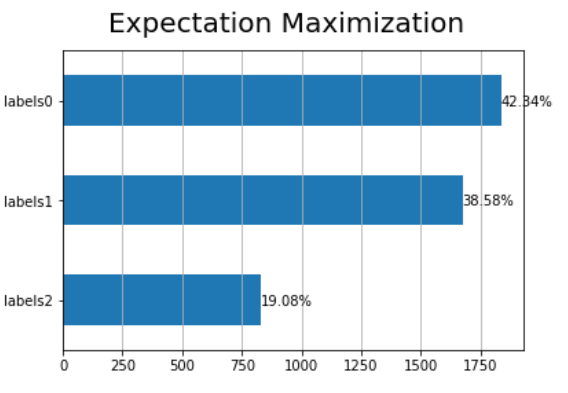 Expectation Maximization
labels0
42.34%
labels1
38.58%
labels2
19.08%
0 250 500 750 1000 1250 1500 1750